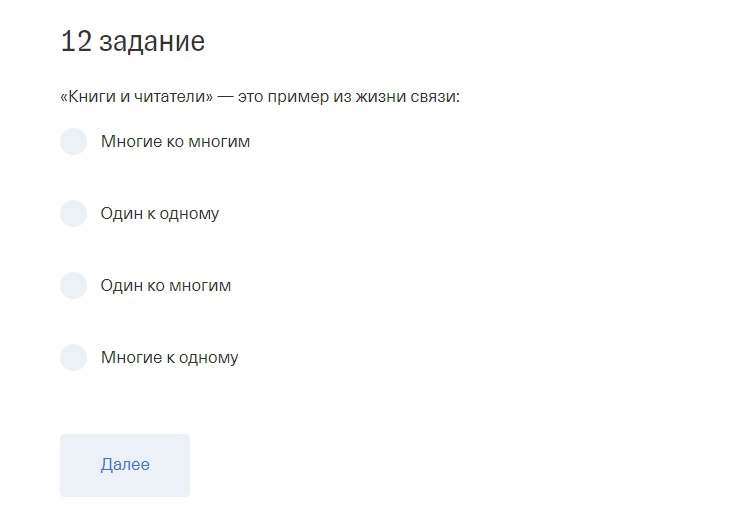 12 задание
«Книги и читатели» — это пример из жизни связи:
Многие ко многим
Один к одному
Один ко многим
Многие к одному
Далее